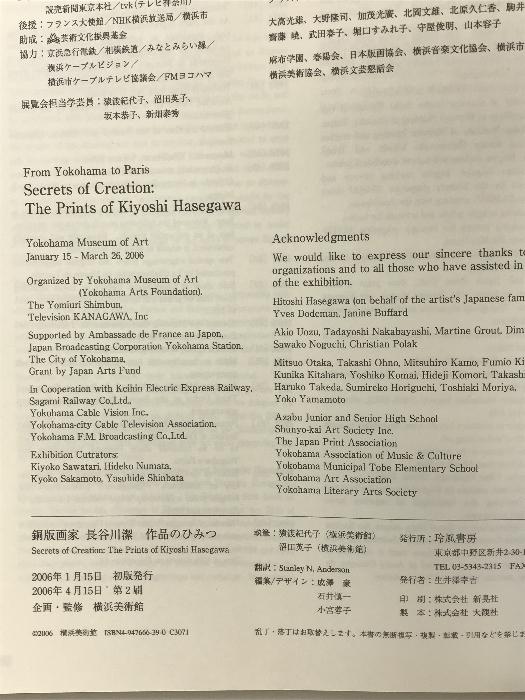 読売新聞東京本社/tvk(テレビ神奈川)
後援：フランス大使館／NHK横浜放送局／横浜市
助成：芸術文化振興基金
協力：京浜急行電鉄／相模鉄道／みなとみらい線／
横浜ケーブルビジョン／
横浜市ケーブルテレビ協議会／FMヨコハマ
展覧会担当学芸員：猿渡紀代子、沼田英子、
坂本恭子、新畑泰秀
大高光雄、大野隆司、加茂光廣、北岡文雄、北原久仁香、駒井
齋藤 曉、武田泰子、堀口すみれ子、守屋俊明、山本容子
麻布学園、春陽会、日本版画協会、横浜音楽文化協会、横
横浜美術協会、横浜文芸懇話会
From Yokohama to Paris
Secrets of Creation:
The Prints of Kiyoshi Hasegawa
Yokohama Museum of Art
January 15 - March 26, 2006
Organized by Yokohama Museum of Art
(Yokohama Arts Foundation),
The Yomiuri Shimbun,
Television KANAGAWA, Inc
Supported by Ambassade de France au Japon,
Japan Broadcasting Corporation Yokohama Station,
The City of Yokohama,
Grant by Japan Arts Fund
In Cooperation with Keihin Electric Express Railway,
Sagami Railway Co.,Ltd.,
Yokohama Cable Vision Inc.
Yokohama-city Cable Television Association.
Yokohama F.M. Broadcasting Co.,Ltd.
Exhibition Cutrators:
Kiyoko Sawatari, Hideko Numata,
Kyoko Sakamoto, Yasuhide Shinbata
Acknowledgments
We would like to express our sincere thanks to
organizations and to all those who have assisted in
of the exhibition.
Hitoshi Hasegawa (on behalf of the artist's Japanese fam
Yves Dodeman, Janine Buffard
Akio Uozu, Tadayoshi Nakabayashi, Martine Grout, Dim
Sawako Noguchi, Christian Polak
Mitsuo Otaka, Takashi Ohno, Mitsuhiro Kamo, Fumio Ki
Kunika Kitahara, Yoshiko Komai, Hideji Komori, Takash
Haruko Takeda, Sumireko Horiguchi, Toshiaki Moriya,
Yoko Yamamoto
Azabu Junior and Senior High School
Shunyo-kai Art Society Inc.
The Japan Print Association
Yokohama Association of Music & Culture
Yokohama Municipal Tobe Elementary School
Yokohama Art Association
Yokohama Literary Arts Society
銅版画家 長谷川潔 作品のひみつ
Secrets of Creation: The Prints of Kiyoshi Hasegawa
2006年1月15日 初版発行
2006年4月15日 第2刷
企画・監修 横浜美術館
©2006 横浜美術館 ISBN4-947666-39-0 C3071
執筆：猿渡紀代子（横浜美術館）
沼田英子（横浜美術館）
翻訳：Stanley N. Anderson
編集／デザイン：成澤 豪
石井慎一
小宮蓉子
発行所：玲風書房
東京都中野区新井2-30-1
TEL 03-5343-2315 FAX
発行者：生井澤幸吉
印 刷：株式会社 新晃社
製 本：株式会社 大観社
乱丁・落丁はお取替えします。本書の無断複写・複製・転載・引用などを禁じま